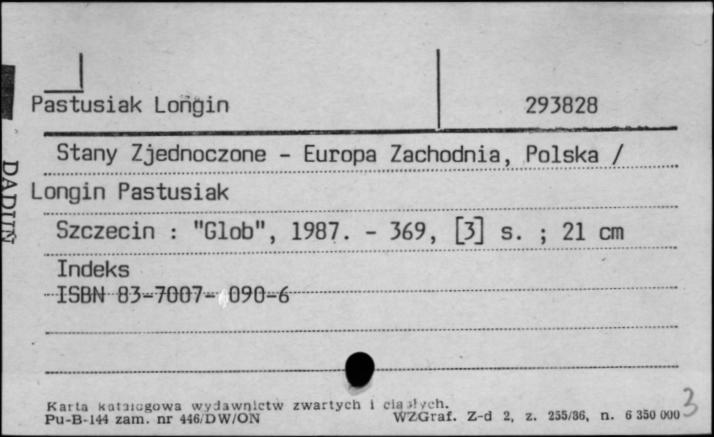 Pastusiak Longin 293828
Stany Zjednoczone - Europa Zachodnia, Polska /
Longin Pastusiak
Szczecin : "Glob", 1987. - 369, [3] s. ; 21 cm
Indeks
ISBN 83-7007- 090-6
Karta katalogowa wydawnictw zwartych i ciągłych.
Pu-B-144 zam. nr 446/DW/ON WZGraf. Z-d 2, z. 255/86, n. 6 350 000 3